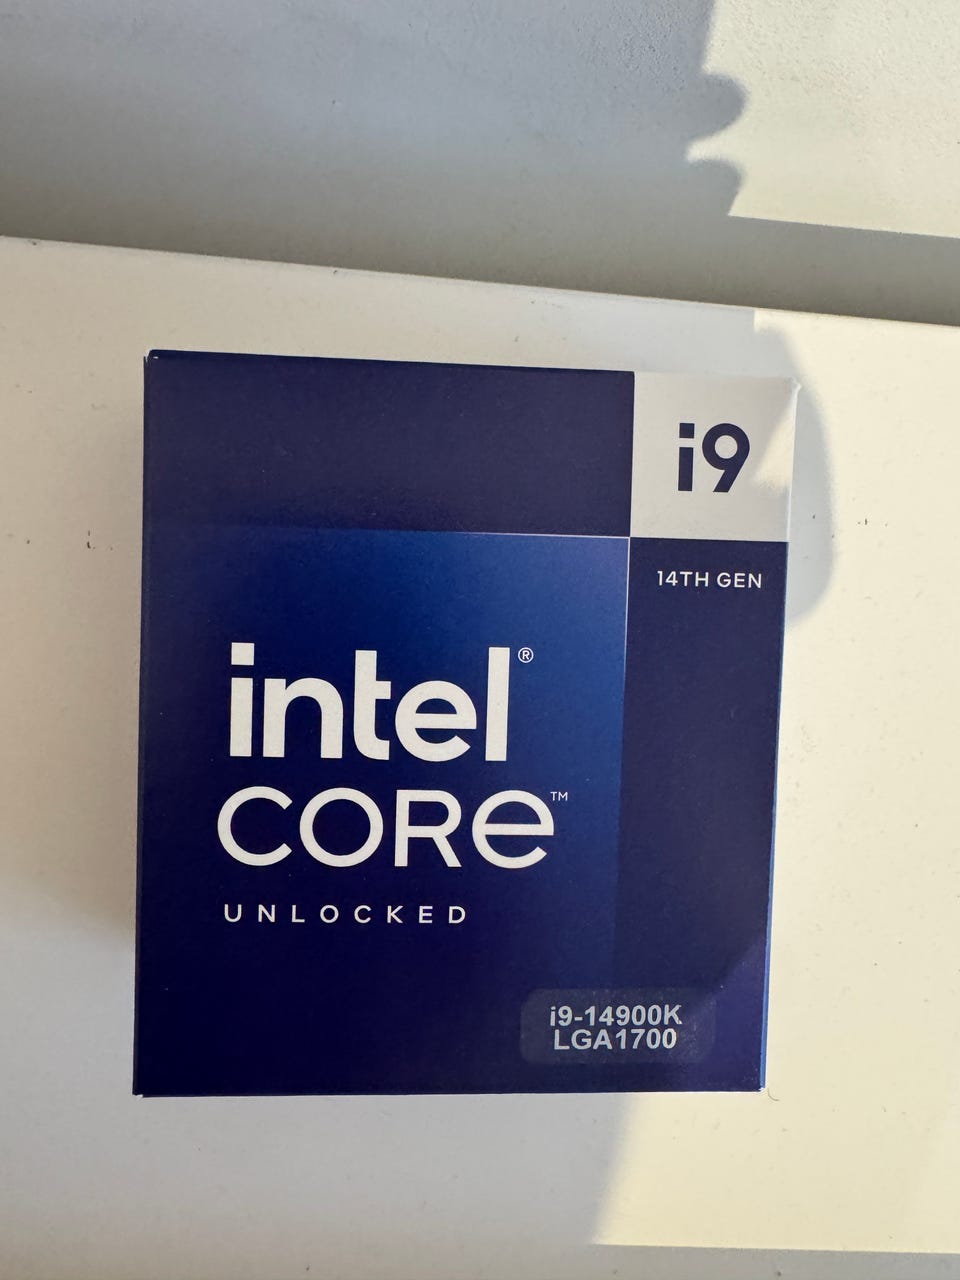 i9
14TH GEN
intel®
CORE™
UNLOCKED
i9-14900K
LGA1700